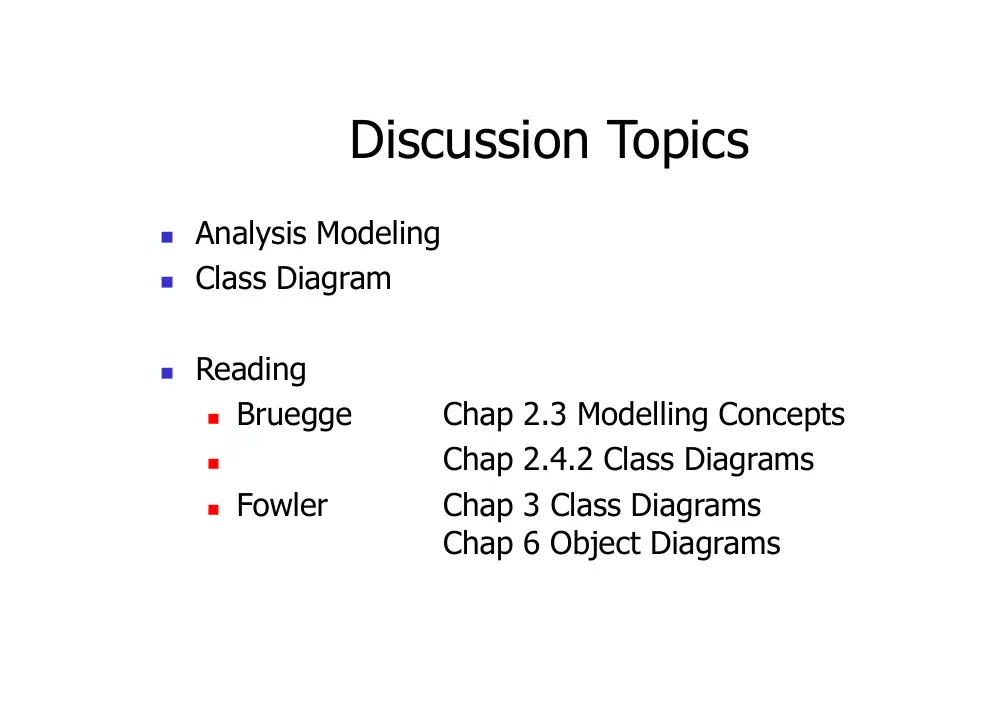 Discussion Topics
Analysis Modeling
Class Diagram
Reading
Bruegge Chap 2.3 Modelling Concepts
Chap 2.4.2 Class Diagrams
Fowler Chap 3 Class Diagrams
Chap 6 Object Diagrams